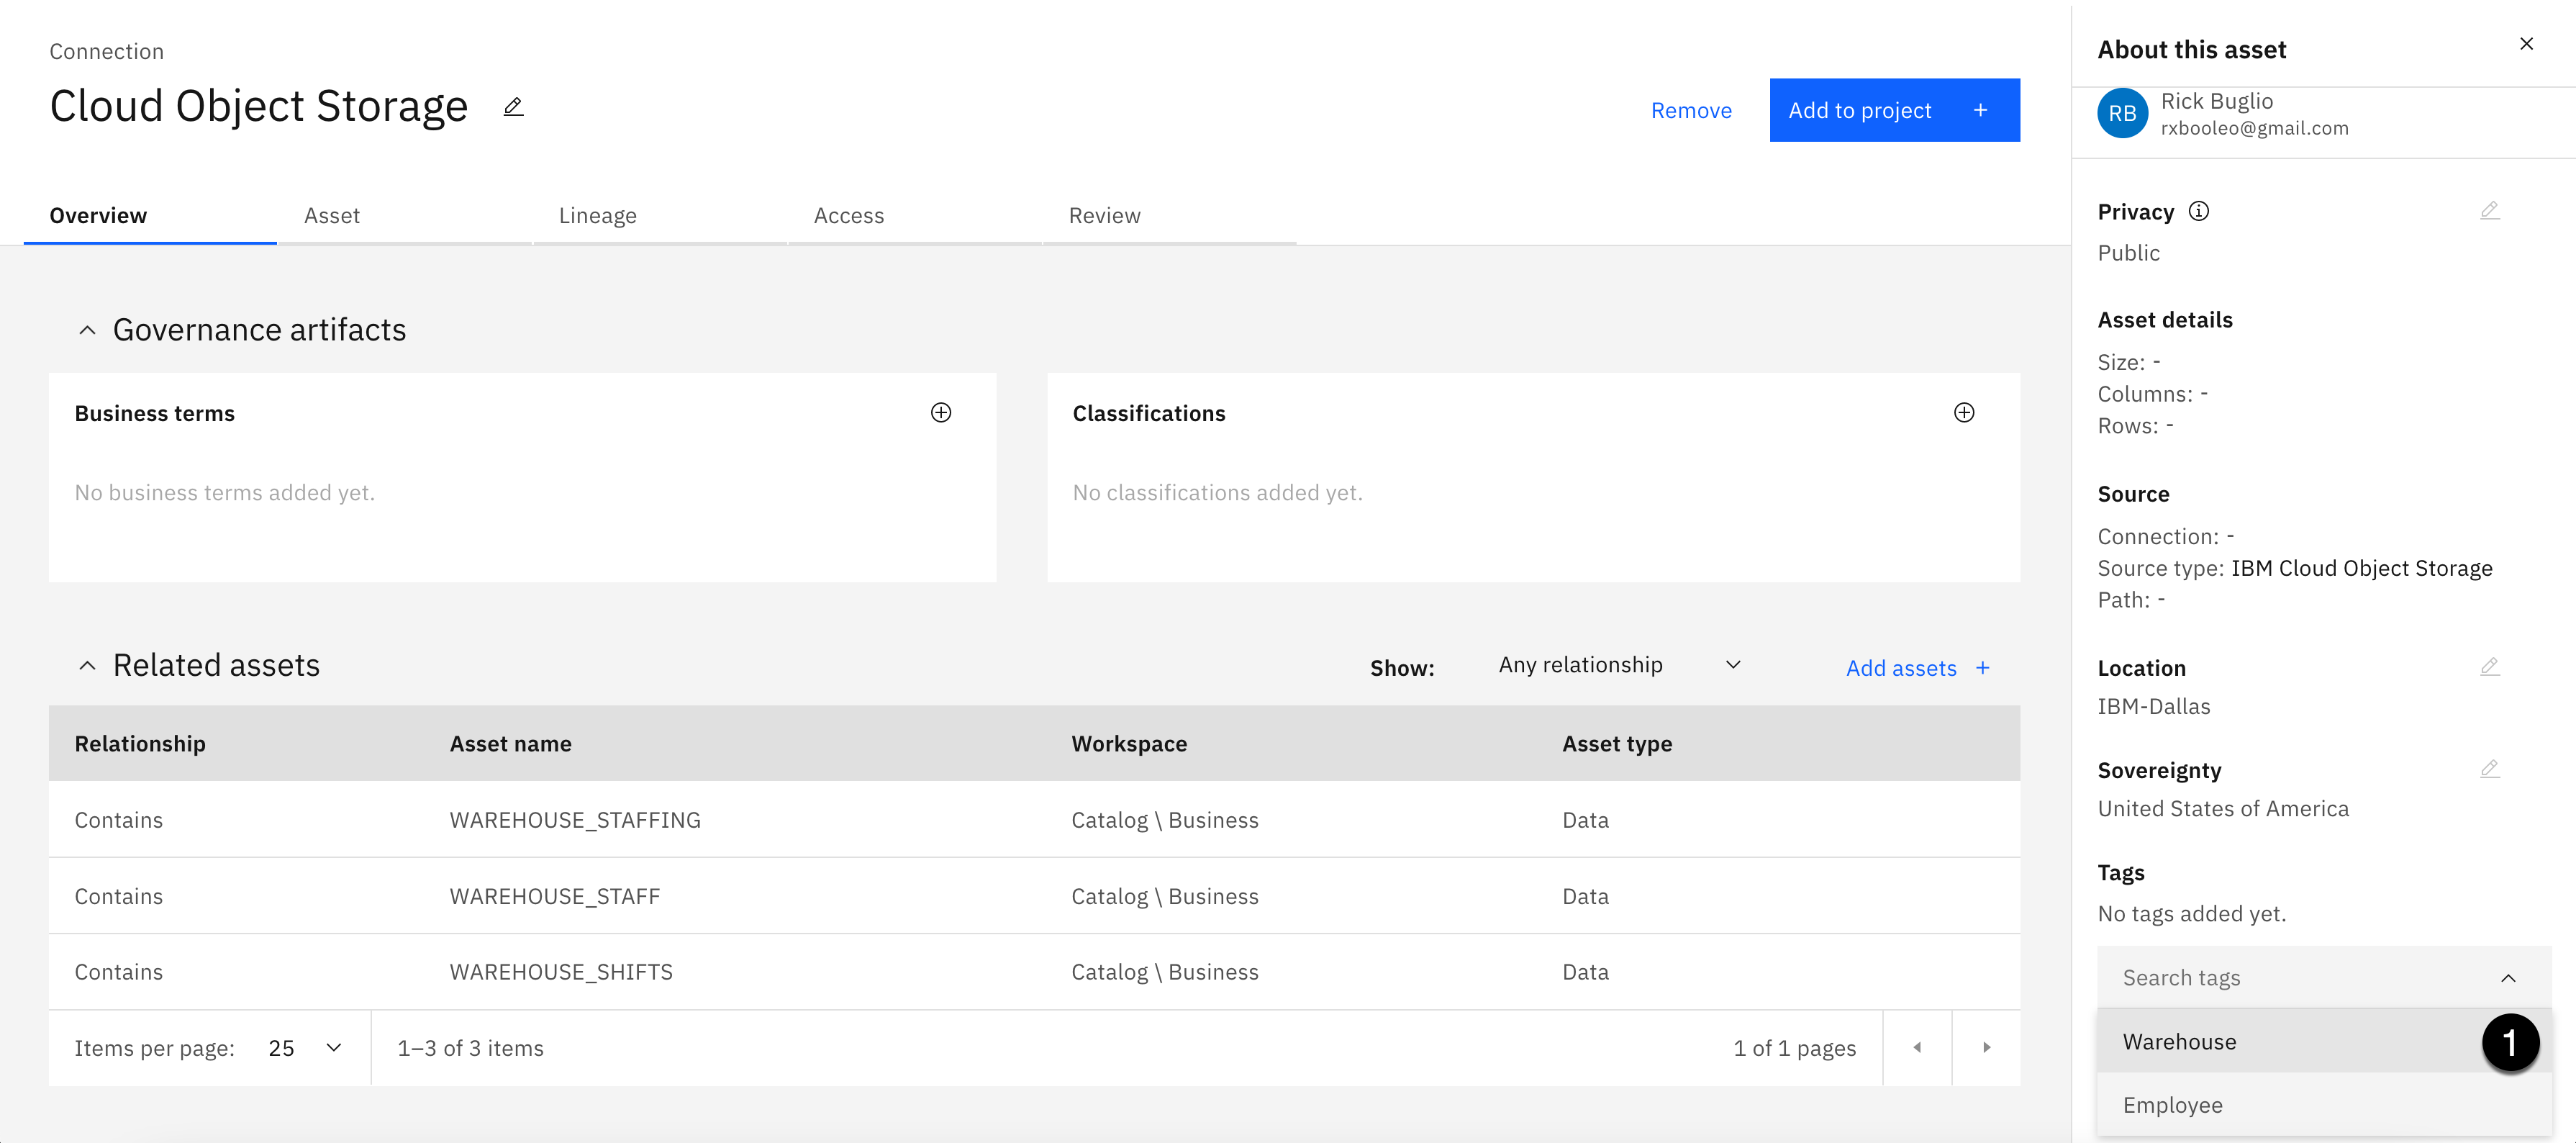 Connection
Cloud Object Storage
Remove
Add to project +
Overview Asset Lineage Access Review
Governance artifacts
Business terms
No business terms added yet.
Classifications
No classifications added yet.
Related assets
Show: Any relationship Add assets +
Relationship Asset name Workspace Asset type
Contains WAREHOUSE_STAFFING Catalog \ Business Data
Contains WAREHOUSE_STAFF Catalog \ Business Data
Contains WAREHOUSE_SHIFTS Catalog \ Business Data
Items per page: 25 1–3 of 3 items 1 of 1 pages
About this asset
RB Rick Buglio
rxbooleo@gmail.com
Privacy
Public
Asset details
Size: -
Columns: -
Rows: -
Source
Connection: -
Source type: IBM Cloud Object Storage
Path: -
Location
IBM-Dallas
Sovereignty
United States of America
Tags
No tags added yet.
Search tags
Warehouse 1
Employee